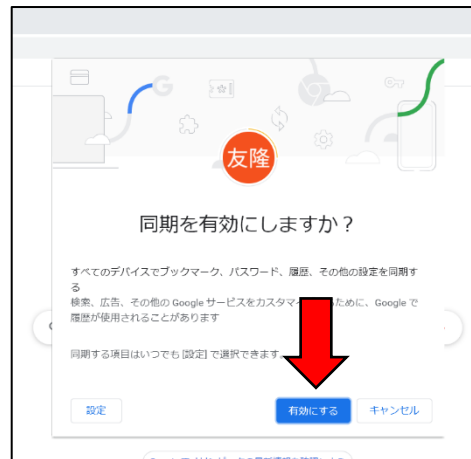 友隆
同期を有効にしますか？
すべてのデバイスでブックマーク、パスワード、履歴、その他の設定を同期す
る
検索、広告、その他の Google サービスをカスタマイ ために、Google で
履歴が使用されることがあります
同期する項目はいつでも [設定] で選択できます。
設定
有効にする
キャンセル